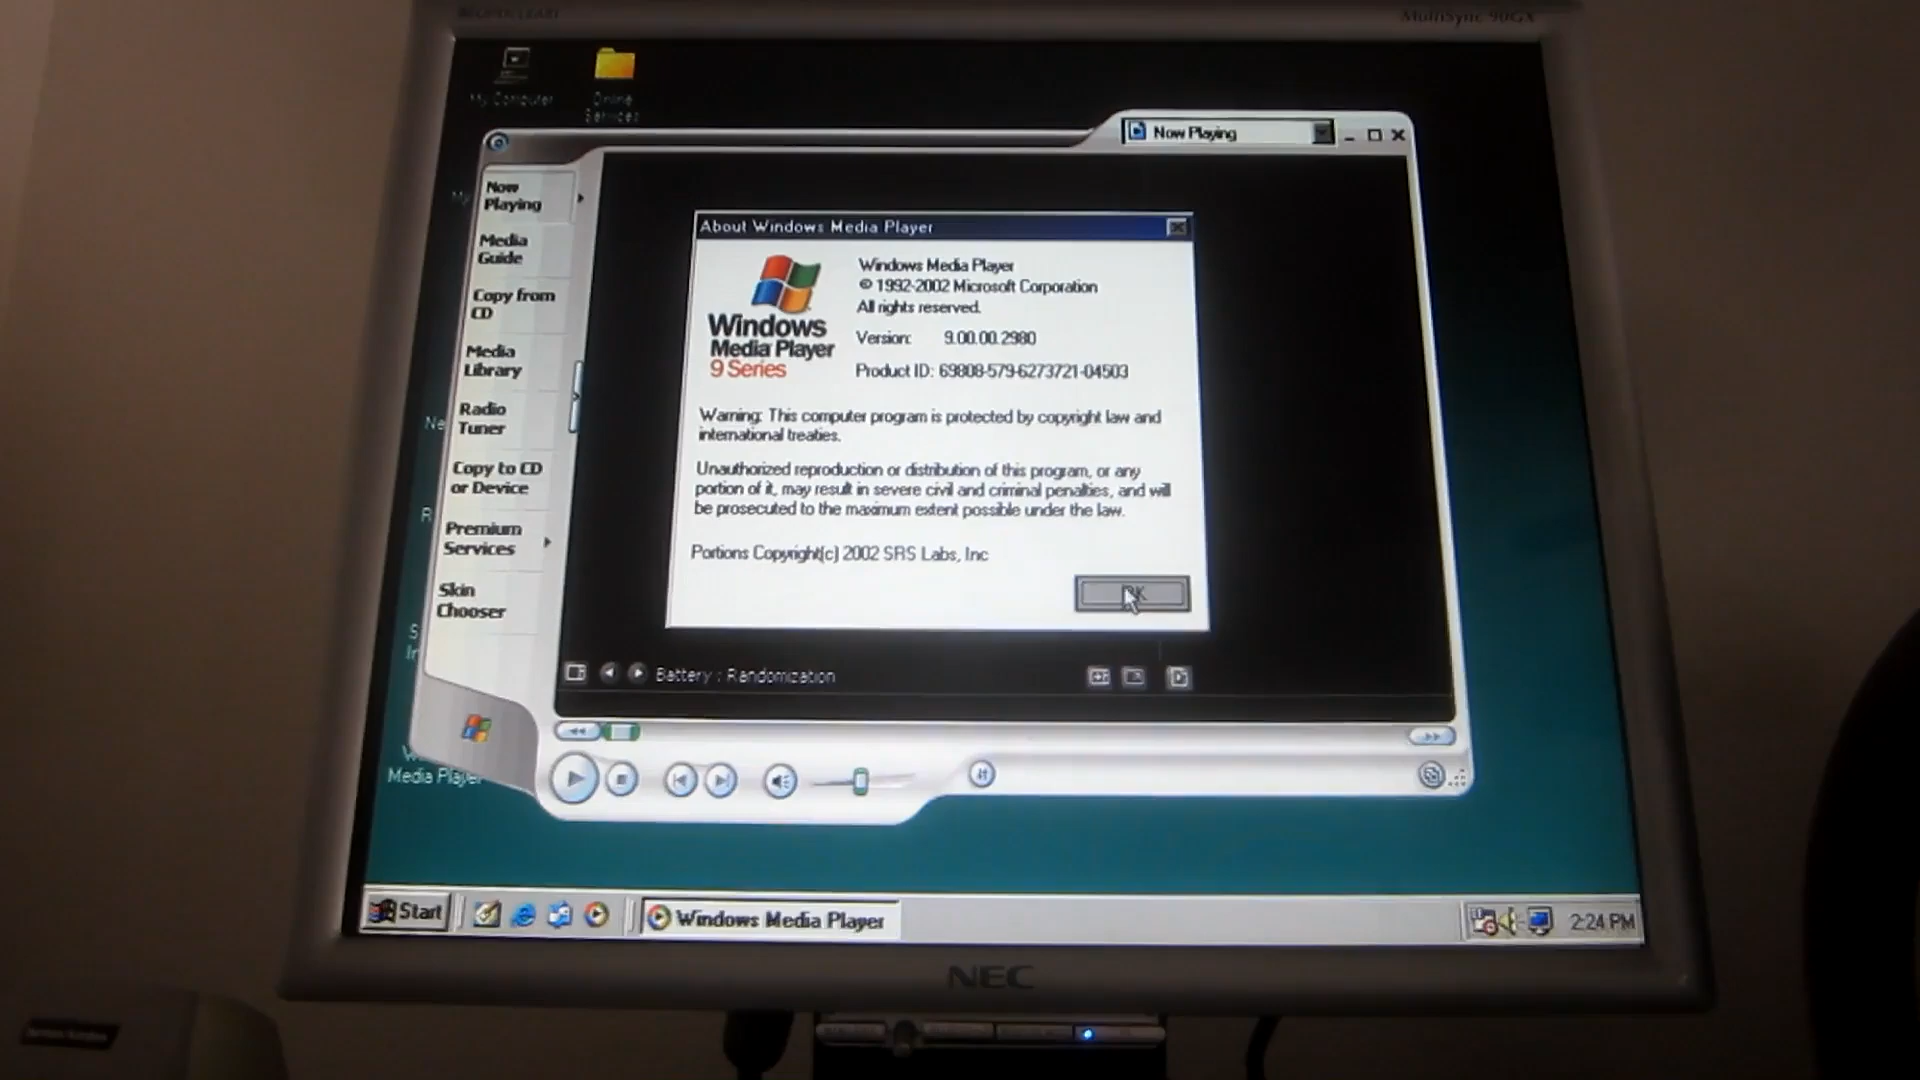 MultiSync 90GX
My Computer
Online
Services
Now Playing
Now
Playing
Media
Guide
Copy from
CD
Media
Library
Radio
Tuner
Copy to CD
or Device
Premium
Services
Skin
Chooser
About Windows Media Player
Windows
Media Player
9 Series
Windows Media Player
© 1992-2002 Microsoft Corporation
All rights reserved.
Version: 9.00.00.2980
Product ID: 69808-579-6273721-04503
Warning: This computer program is protected by copyright law and
international treaties.
Unauthorized reproduction or distribution of this program, or any
portion of it, may result in severe civil and criminal penalties, and will
be prosecuted to the maximum extent possible under the law.
Portions Copyright(c) 2002 SRS Labs, Inc
OK
Battery : Randomization
Media Player
Start
Windows Media Player
2:24 PM
NEC